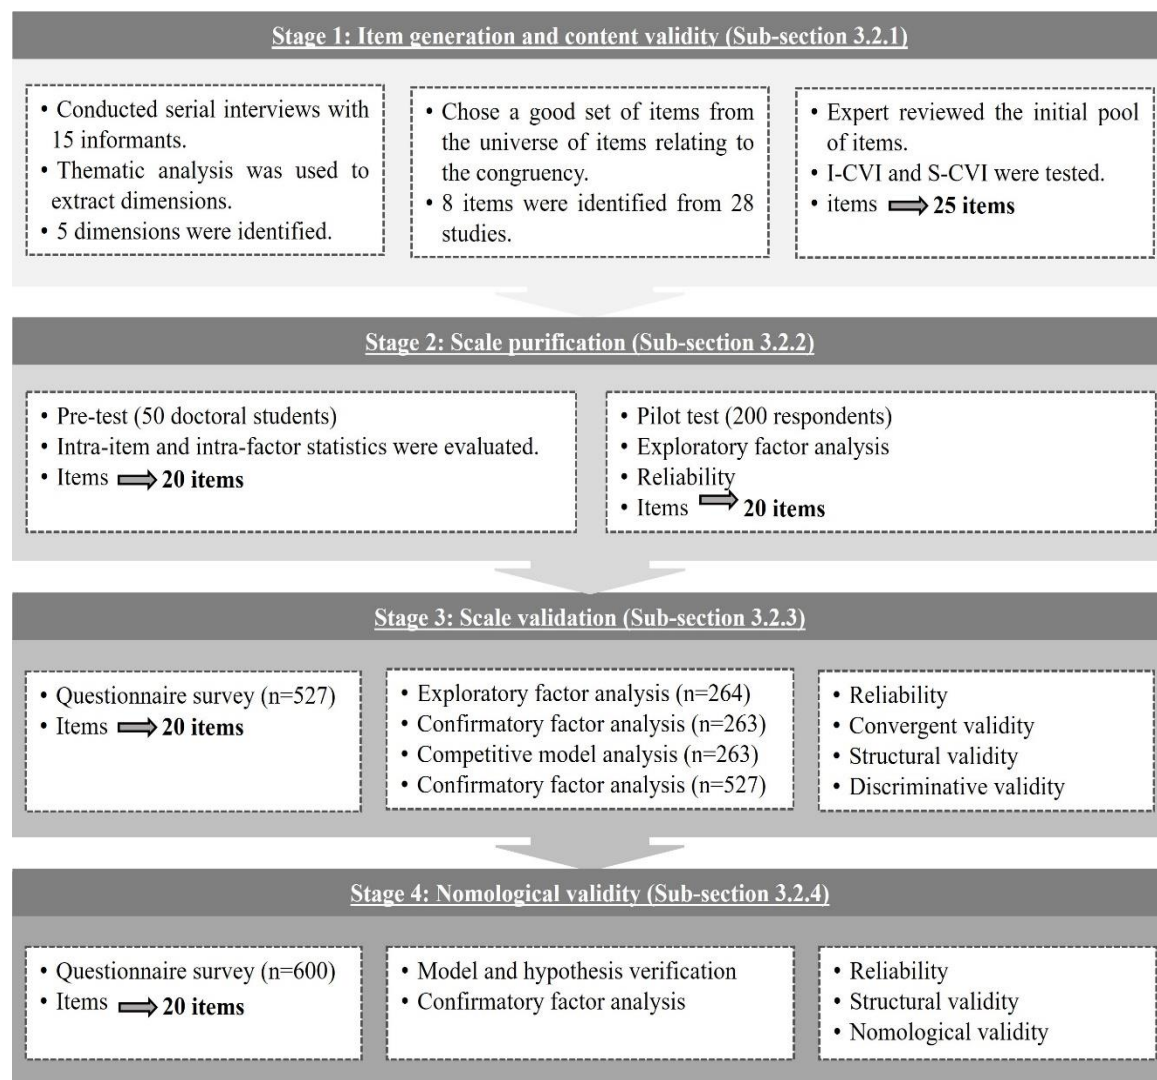 Stage 1: Item generation and content validity (Sub-section 3.2.1)
• Conducted serial interviews with
15 informants.
• Thematic analysis was used to
extract dimensions.
• 5 dimensions were identified.
• Chose a good set of items from
the universe of items relating to
the congruency.
• 8 items were identified from 28
studies.
• Expert reviewed the initial pool
of items.
• I-CVI and S-CVI were tested.
• items 25 items
Stage 2: Scale purification (Sub-section 3.2.2)
• Pre-test (50 doctoral students)
• Intra-item and intra-factor statistics were evaluated.
• Items 20 items
• Pilot test (200 respondents)
• Exploratory factor analysis
• Reliability
• Items 20 items
Stage 3: Scale validation (Sub-section 3.2.3)
• Questionnaire survey (n=527)
• Items 20 items
• Exploratory factor analysis (n=264)
• Confirmatory factor analysis (n=263)
• Competitive model analysis (n=263)
• Confirmatory factor analysis (n=527)
• Reliability
• Convergent validity
• Structural validity
• Discriminative validity
Stage 4: Nomological validity (Sub-section 3.2.4)
• Questionnaire survey (n=600)
• Items 20 items
• Model and hypothesis verification
• Confirmatory factor analysis
• Reliability
• Structural validity
• Nomological validity